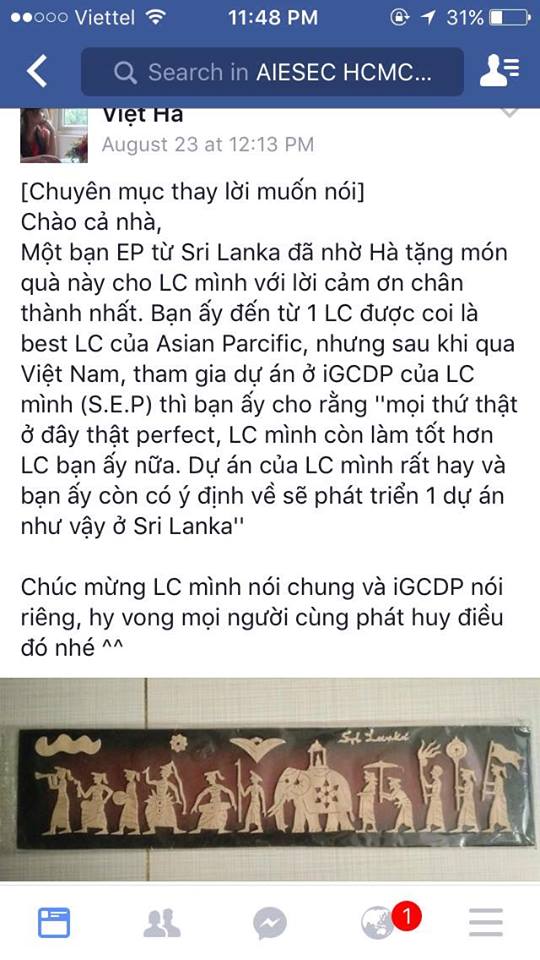 Viettel 11:48 PM 31%
Search in AIESEC HCMC...
Việt Hà
August 23 at 12:13 PM
[Chuyên mục thay lời muốn nói]
Chào cả nhà,
Một bạn EP từ Sri Lanka đã nhờ Hà tặng món
quà này cho LC mình với lời cảm ơn chân
thành nhất. Bạn ấy đến từ 1 LC được coi là
best LC của Asian Parcific, nhưng sau khi qua
Việt Nam, tham gia dự án ở iGCDP của LC
mình (S.E.P) thì bạn ấy cho rằng "mọi thứ thật
ở đây thật perfect, LC mình còn làm tốt hơn
LC bạn ấy nữa. Dự án của LC mình rất hay và
bạn ấy còn có ý định về sẽ phát triển 1 dự án
như vậy ở Sri Lanka"
Chúc mừng LC mình nói chung và iGCDP nói
riêng, hy vong mọi người cùng phát huy điều
đó nhé ^^
Sri Lanka
1